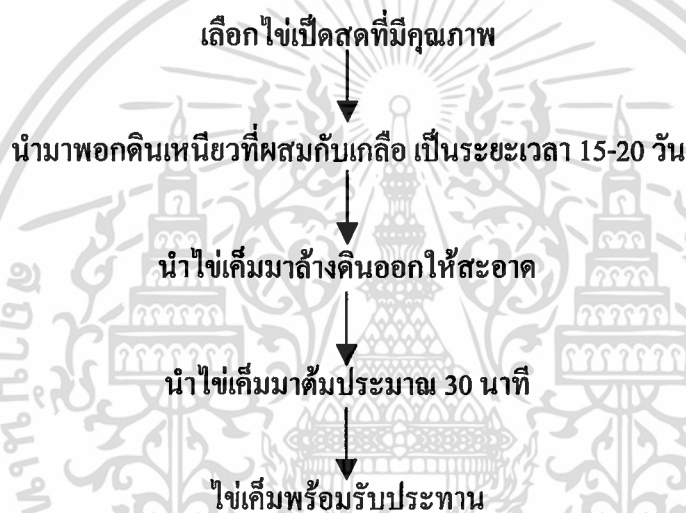 เลือกไข่เป็ดสดที่มีคุณภาพ
นำมาพอกดินเหนียวที่ผสมกับเกลือ เป็นระยะเวลา 15-20 วัน
นำไข่เค็มมาล้างดินออกให้สะอาด
นำไข่เค็มมาต้มประมาณ 30 นาที
ไข่เค็มพร้อมรับประทาน